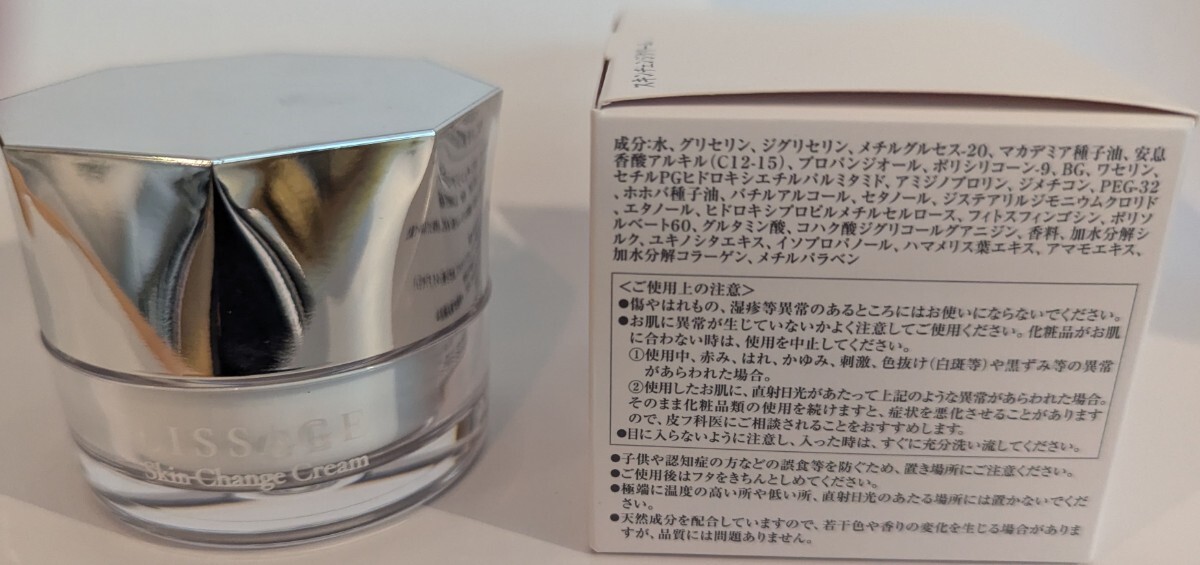 ISSAGE
Skin Change Cream
スキンチェンジクリーム
成分:水、グリセリン、ジグリセリン、メチルグルセス-20、マカデミア種子油、安息
香酸アルキル(C12-15)、プロパンジオール、ポリシリコーン-9、BG、ワセリン、
セチルPGヒドロキシエチルパルミタミド、アミジノプロリン、ジメチコン、PEG-32
、ホホバ種子油、バチルアルコール、セタノール、ジステアリルジモニウムクロリド
、エタノール、ヒドロキシプロピルメチルセルロース、フィトスフィンゴシン、ポリソ
ルベート60、グルタミン酸、コハク酸ジグリコールグアニジン、香料、加水分解シ
ルク、ユキノシタエキス、イソプロパノール、ハマメリス葉エキス、アマモエキス、
加水分解コラーゲン、メチルパラベン
<ご使用上の注意>
●傷やはれもの、湿疹等異常のあるところにはお使いにならないでください。
●お肌に異常が生じていないかよく注意してご使用ください。化粧品がお肌
に合わない時は、使用を中止してください。
①使用中、赤み、はれ、かゆみ、刺激、色抜け(白斑等)や黒ずみ等の異常
があらわれた場合。
②使用したお肌に、直射日光があたって上記のような異常があらわれた場合。
そのまま化粧品類の使用を続けますと、症状を悪化させることがあります
ので、皮フ科医にご相談されることをおすすめします。
●目に入らないように注意し、入った時は、すぐに充分洗い流してください。
●子供や認知症の方などの誤食等を防ぐため、置き場所にご注意ください。
●ご使用後はフタをきちんとしめてください。
●極端に温度の高い所や低い所、直射日光のあたる場所には置かないでくだ
さい。
●天然成分を配合していますので、若干色や香りの変化を生じる場合がありま
すが、品質には問題ありません。